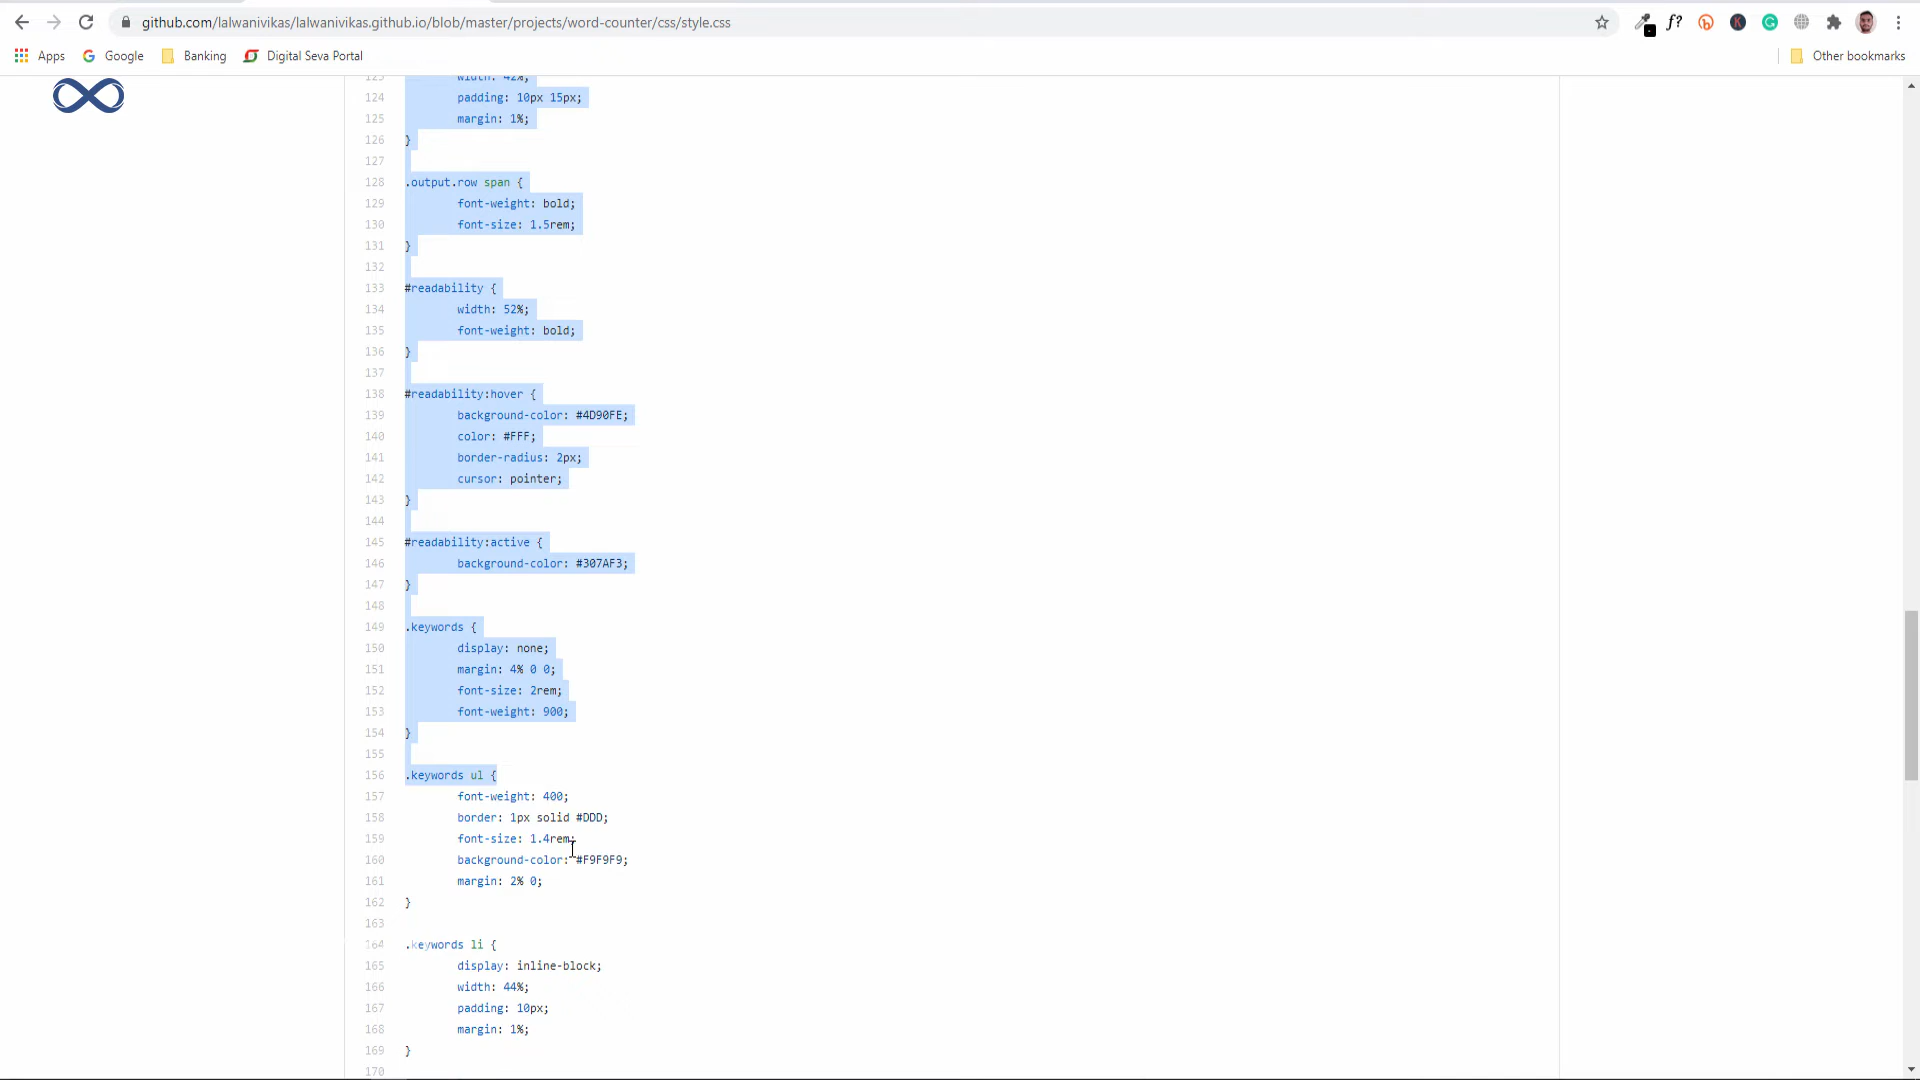 github.com/lalwanivikas/lalwanivikas.github.io/blob/master/projects/word-counter/css/style.css
Apps Google Banking Digital Seva Portal Other bookmarks
123 width: 42%;
124 padding: 10px 15px;
125 margin: 1%;
126 }
127
128 .output.row span {
129 font-weight: bold;
130 font-size: 1.5rem;
131 }
132
133 #readability {
134 width: 52%;
135 font-weight: bold;
136 }
137
138 #readability:hover {
139 background-color: #4D90FE;
140 color: #FFF;
141 border-radius: 2px;
142 cursor: pointer;
143 }
144
145 #readability:active {
146 background-color: #307AF3;
147 }
148
149 .keywords {
150 display: none;
151 margin: 4% 0 0;
152 font-size: 2rem;
153 font-weight: 900;
154 }
155
156 .keywords ul {
157 font-weight: 400;
158 border: 1px solid #DDD;
159 font-size: 1.4rem;
160 background-color: #F9F9F9;
161 margin: 2% 0;
162 }
163
164 .keywords li {
165 display: inline-block;
166 width: 44%;
167 padding: 10px;
168 margin: 1%;
169 }
170